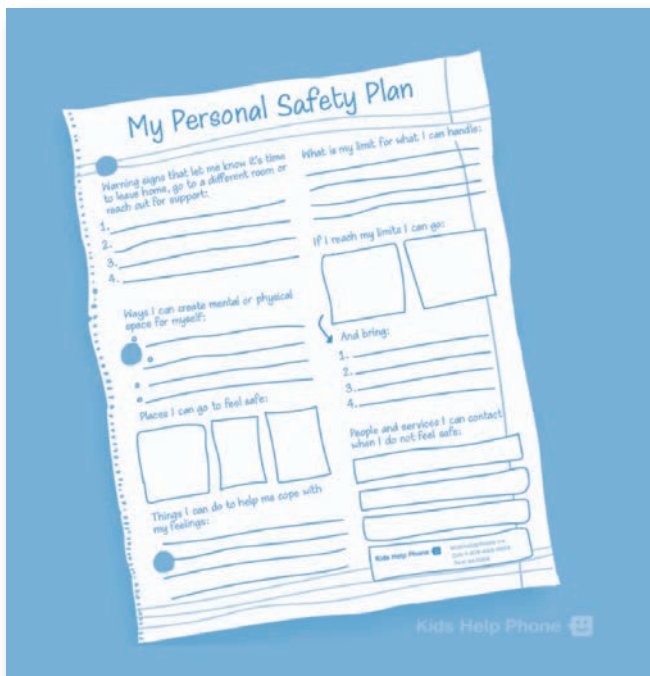 My Personal Safety Plan
Warning signs that let me know it's time
to leave home, go to a different room or
reach out for support:
1.
2.
3.
4.
Ways I can create mental or physical
space for myself:
Places I can go to feel safe:
Things I can do to help me cope with
my feelings:
What is my limit for what I can handle:
If I reach my limits I can go:
And bring:
1.
2.
3.
4.
People and services I can contact
when I do not feel safe:
Kids Help Phone
Kids Help Phone